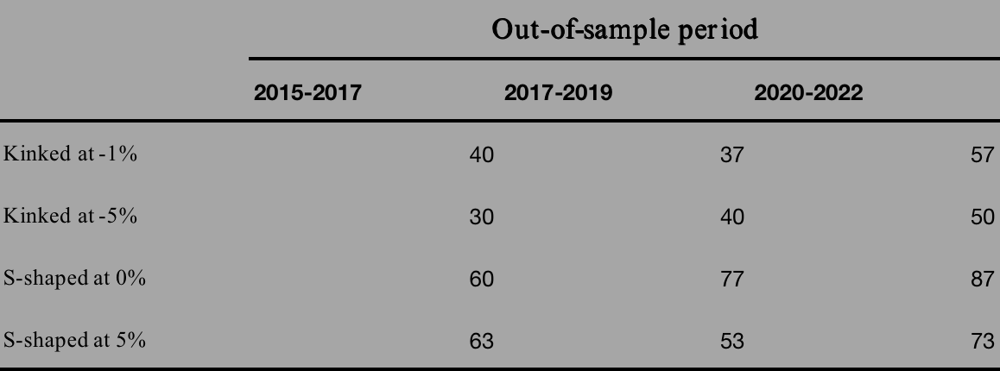 Out-of-sample period
2015-2017 2017-2019 2020-2022
Kinked at -1% 40 37 57
Kinked at -5% 30 40 50
S-shaped at 0% 60 77 87
S-shaped at 5% 63 53 73